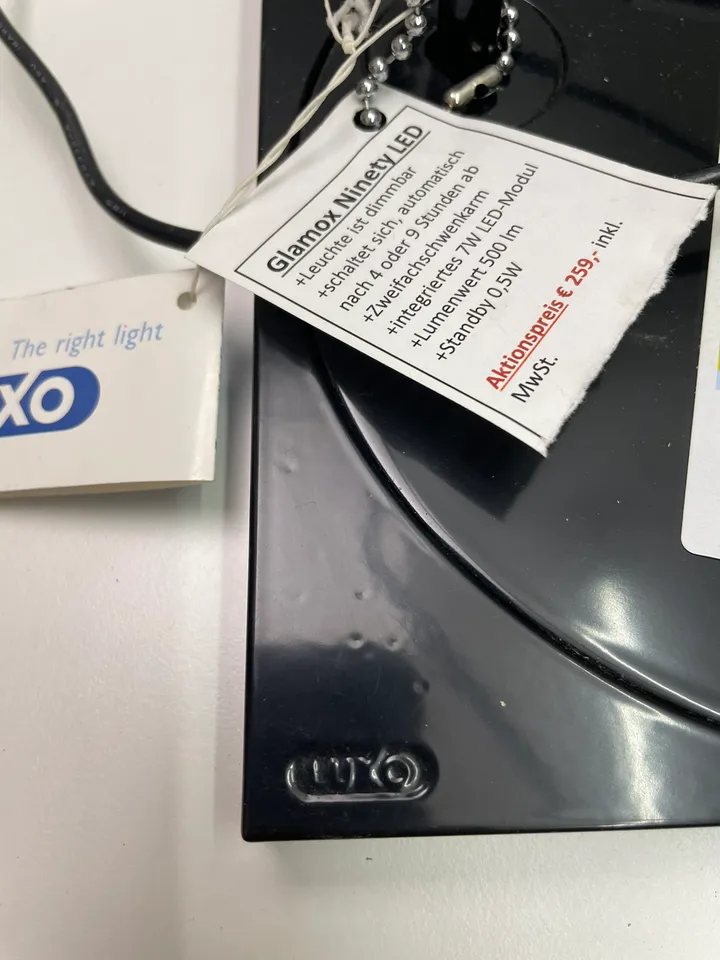 Glamox Ninety LED
+Leuchte ist dimmbar
+schaltet sich, automatisch
nach 4 oder 9 Stunden ab
+Zweifachschwenkarm
+integriertes 7W LED-Modul
+Lumenwert 500 lm
+Standby 0,5W
Aktionspreis € 259,- inkl.
MwSt.
The right light
XO
LUXO